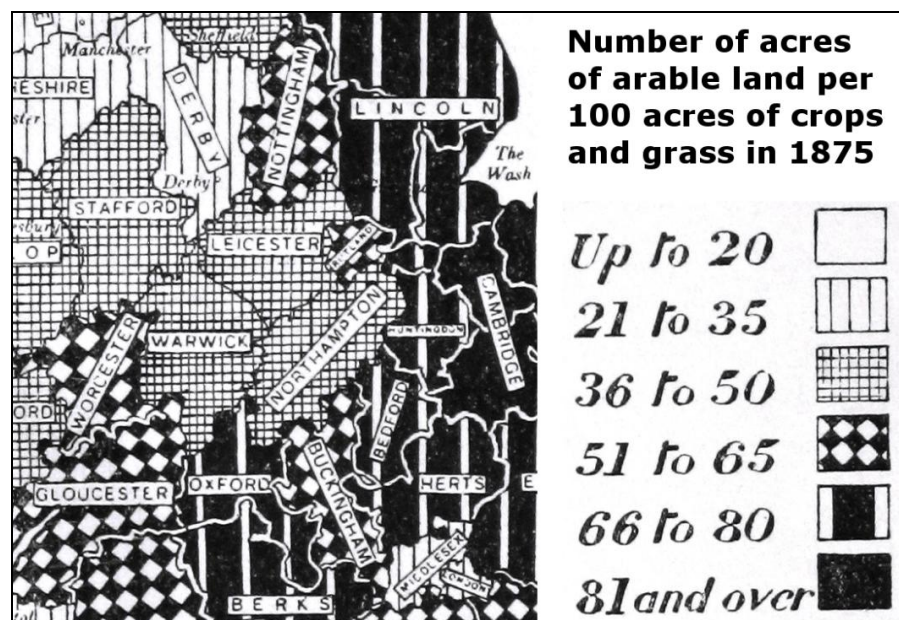 Number of acres
of arable land per
100 acres of crops
and grass in 1875
Up to 20
21 to 35
36 to 50
51 to 65
66 to 80
81 and over
Manchester
Sheffield
ESHIRE
DERBY
NOTTINGHAM
LINCOLN
The
Wash
Derby
STAFFORD
LEICESTER
RUTLAND
OP
CAMBRIDGE
NORTHAMPTON
HUNTINGDON
WARWICK
WORCESTER
ORD
BEDFORD
BUCKINGHAM
GLOUCESTER
OXFORD
HERTS
E
MIDDLESEX
LONDON
BERKS